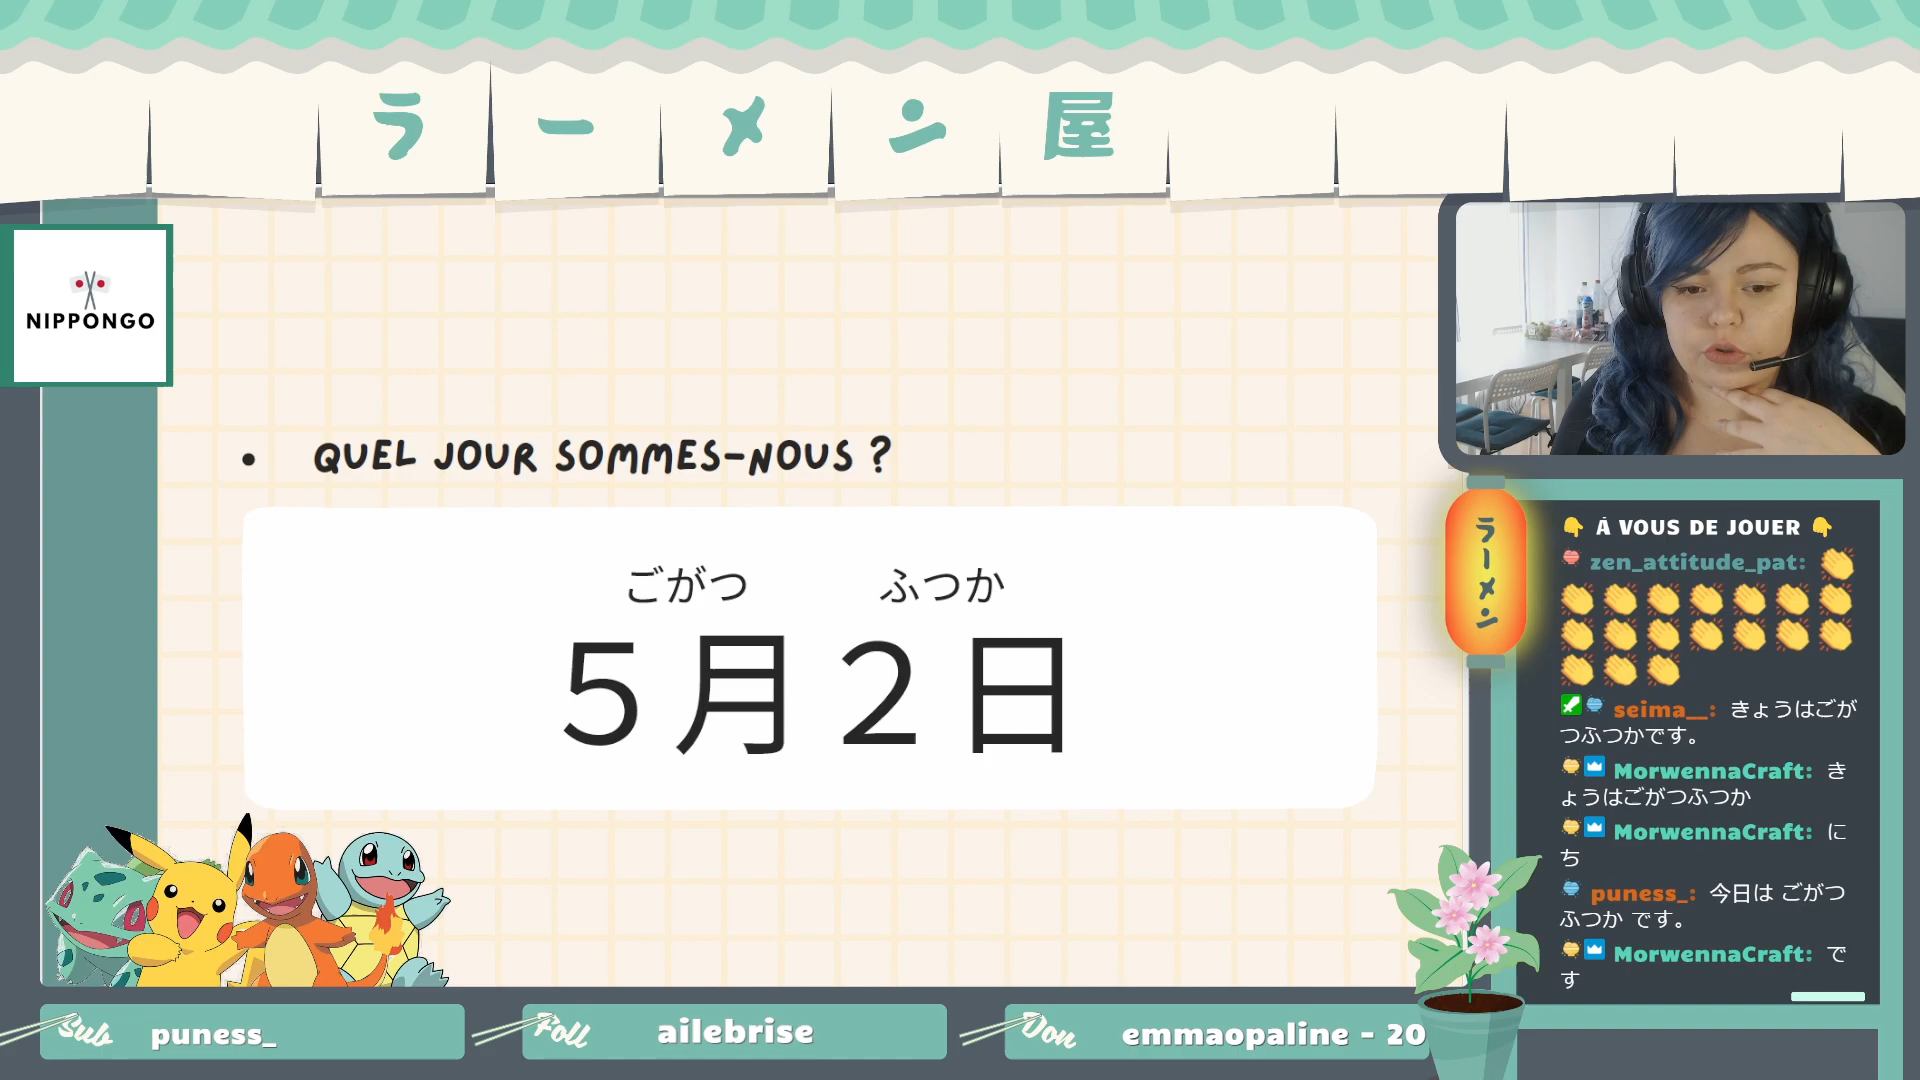 ラーメン屋
NIPPONGO
• QUEL JOUR SOMMES-NOUS ?
ごがつ ふつか
５月２日
ラーメン
👇 À VOUS DE JOUER 👇
zen_attitude_pat: 👏
👏👏👏👏👏👏👏
👏👏👏👏👏👏👏
👏👏👏
seima__: きょうはごが
つふつかです。
MorwennaCraft: き
ょうはごがつふつか
MorwennaCraft: に
ち
puness_: 今日は ごがつ
ふつか です。
MorwennaCraft: で
す
Sub puness_
Foll ailebrise
Don emmaopaline - 20